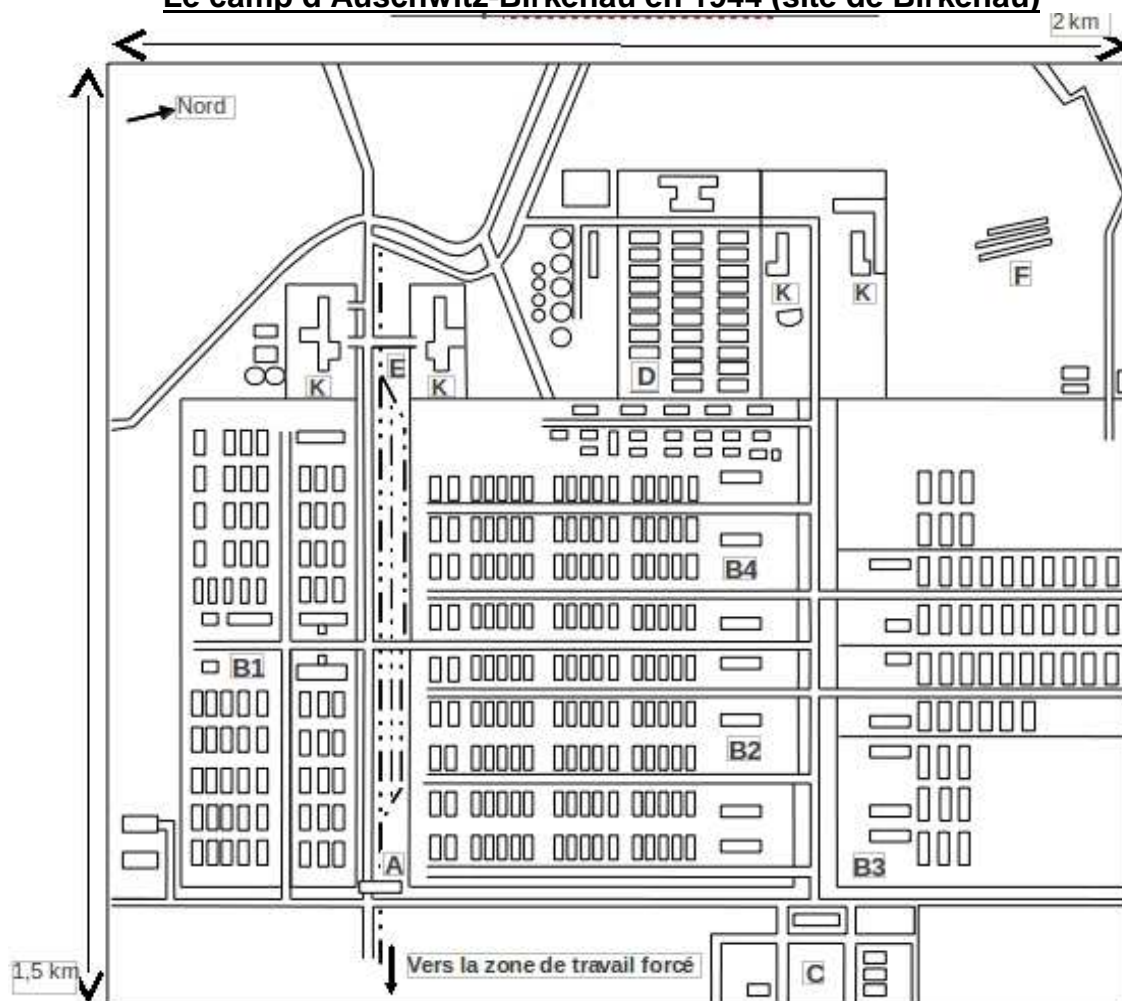 Le camp d'Auschwitz-Birkenau en 1944 (site de Birkenau)
2 km
Nord
F
K
K
D
E
K
K
B4
B1
B2
A
B3
1,5 km
Vers la zone de travail forcé
C